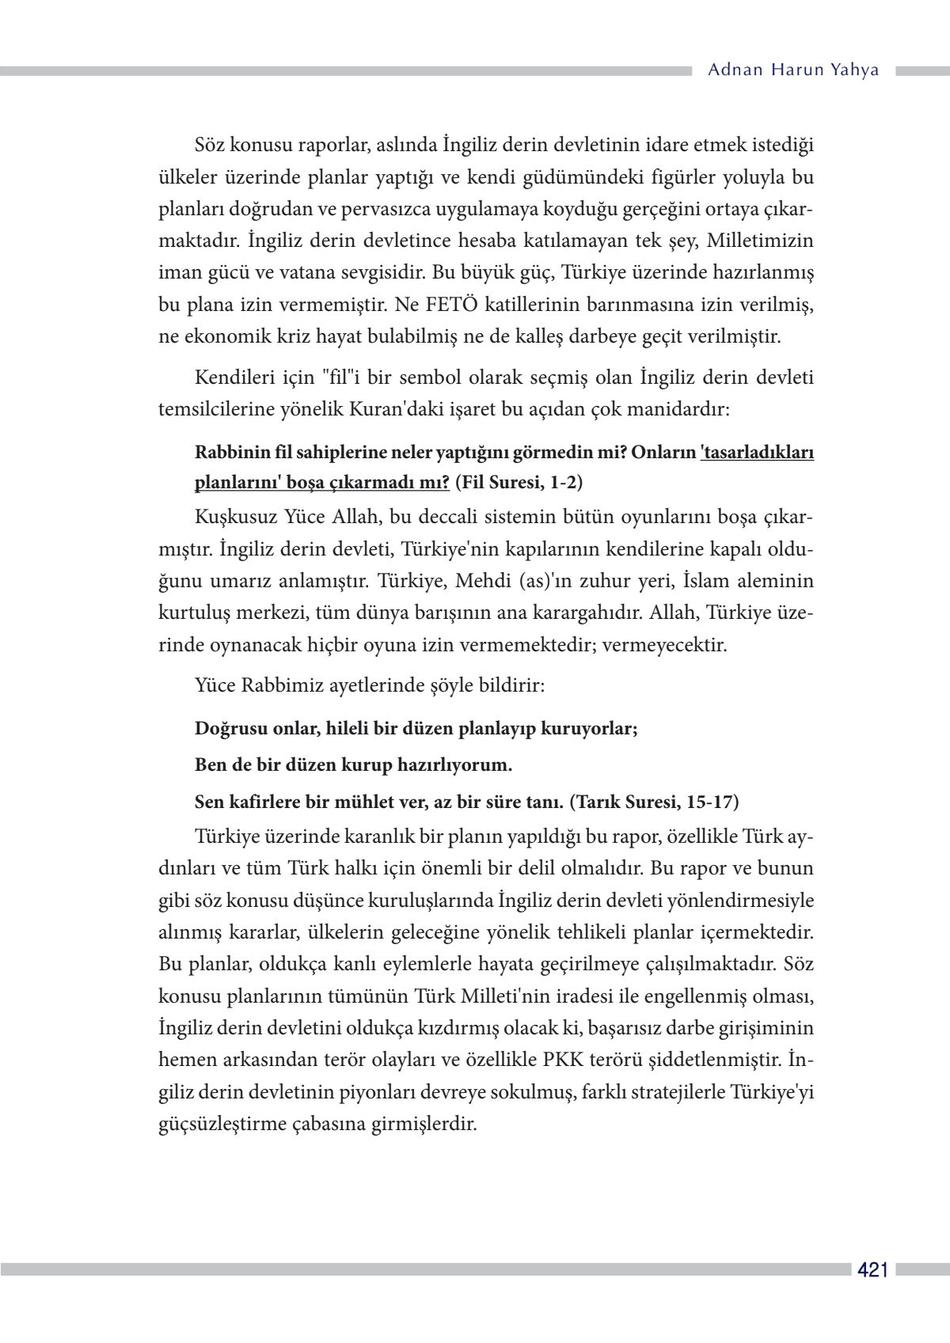 Adnan Harun Yahya
Söz konusu raporlar, aslında İngiliz derin devletinin idare etmek istediği
ülkeler üzerinde planlar yaptığı ve kendi güdümündeki figürler yoluyla bu
planları doğrudan ve pervasızca uygulamaya koyduğu gerçeğini ortaya çıkar-
maktadır. İngiliz derin devletince hesaba katılamayan tek şey, Milletimizin
iman gücü ve vatana sevgisidir. Bu büyük güç, Türkiye üzerinde hazırlanmış
bu plana izin vermemiştir. Ne FETÖ katillerinin barınmasına izin verilmiş,
ne ekonomik kriz hayat bulabilmiş ne de kalleş darbeye geçit verilmiştir.
Kendileri için "fil"i bir sembol olarak seçmiş olan İngiliz derin devleti
temsilcilerine yönelik Kuran'daki işaret bu açıdan çok manidardır:
Rabbinin fil sahiplerine neler yaptığını görmedin mi? Onların 'tasarladıkları
planlarını' boşa çıkarmadı mı? (Fil Suresi, 1-2)
Kuşkusuz Yüce Allah, bu deccali sistemin bütün oyunlarını boşa çıkar-
mıştır. İngiliz derin devleti, Türkiye'nin kapılarının kendilerine kapalı oldu-
ğunu umarız anlamıştır. Türkiye, Mehdi (as)'ın zuhur yeri, İslam aleminin
kurtuluş merkezi, tüm dünya barışının ana karargahıdır. Allah, Türkiye üze-
rinde oynanacak hiçbir oyuna izin vermemektedir; vermeyecektir.
Yüce Rabbimiz ayetlerinde şöyle bildirir:
Doğrusu onlar, hileli bir düzen planlayıp kuruyorlar;
Ben de bir düzen kurup hazırlıyorum.
Sen kafirlere bir mühlet ver, az bir süre tanı. (Tarık Suresi, 15-17)
Türkiye üzerinde karanlık bir planın yapıldığı bu rapor, özellikle Türk ay-
dınları ve tüm Türk halkı için önemli bir delil olmalıdır. Bu rapor ve bunun
gibi söz konusu düşünce kuruluşlarında İngiliz derin devleti yönlendirmesiyle
alınmış kararlar, ülkelerin geleceğine yönelik tehlikeli planlar içermektedir.
Bu planlar, oldukça kanlı eylemlerle hayata geçirilmeye çalışılmaktadır. Söz
konusu planlarının tümünün Türk Milleti'nin iradesi ile engellenmiş olması,
İngiliz derin devletini oldukça kızdırmış olacak ki, başarısız darbe girişiminin
hemen arkasından terör olayları ve özellikle PKK terörü şiddetlenmiştir. İn-
giliz derin devletinin piyonları devreye sokulmuş, farklı stratejilerle Türkiye'yi
güçsüzleştirme çabasına girmişlerdir.
421